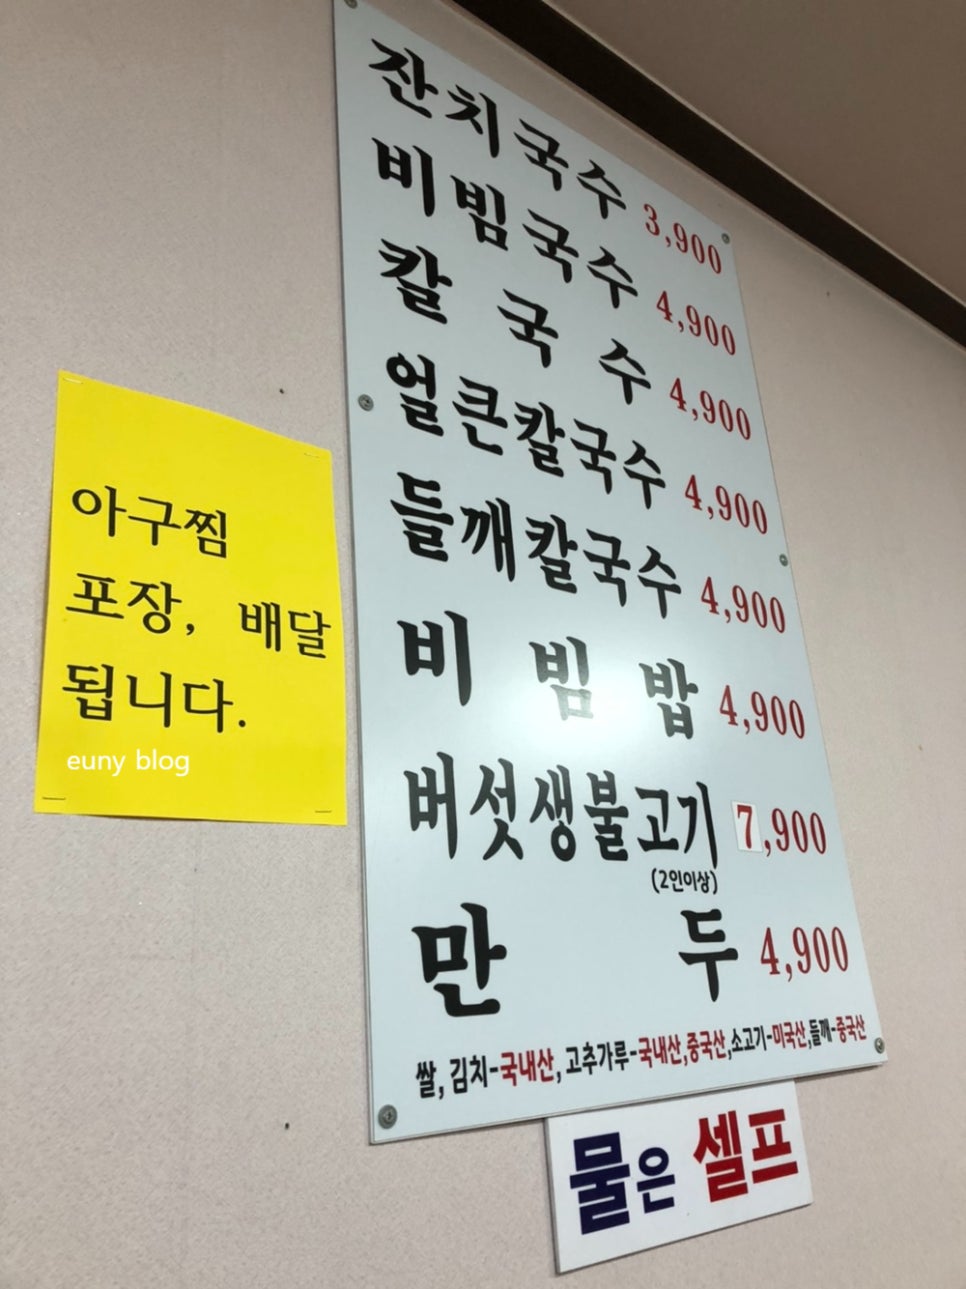 잔치국수 3,900
비빔국수 4,900
칼국수 4,900
얼큰칼국수 4,900
들깨칼국수 4,900
비빔밥 4,900
버섯생불고기 7,900
(2인이상)
만두 4,900
쌀, 김치-국내산, 고추가루-국내산,중국산,소고기-미국산,들깨-중국산
물은 셀프
아구찜
포장, 배달
됩니다.
euny blog